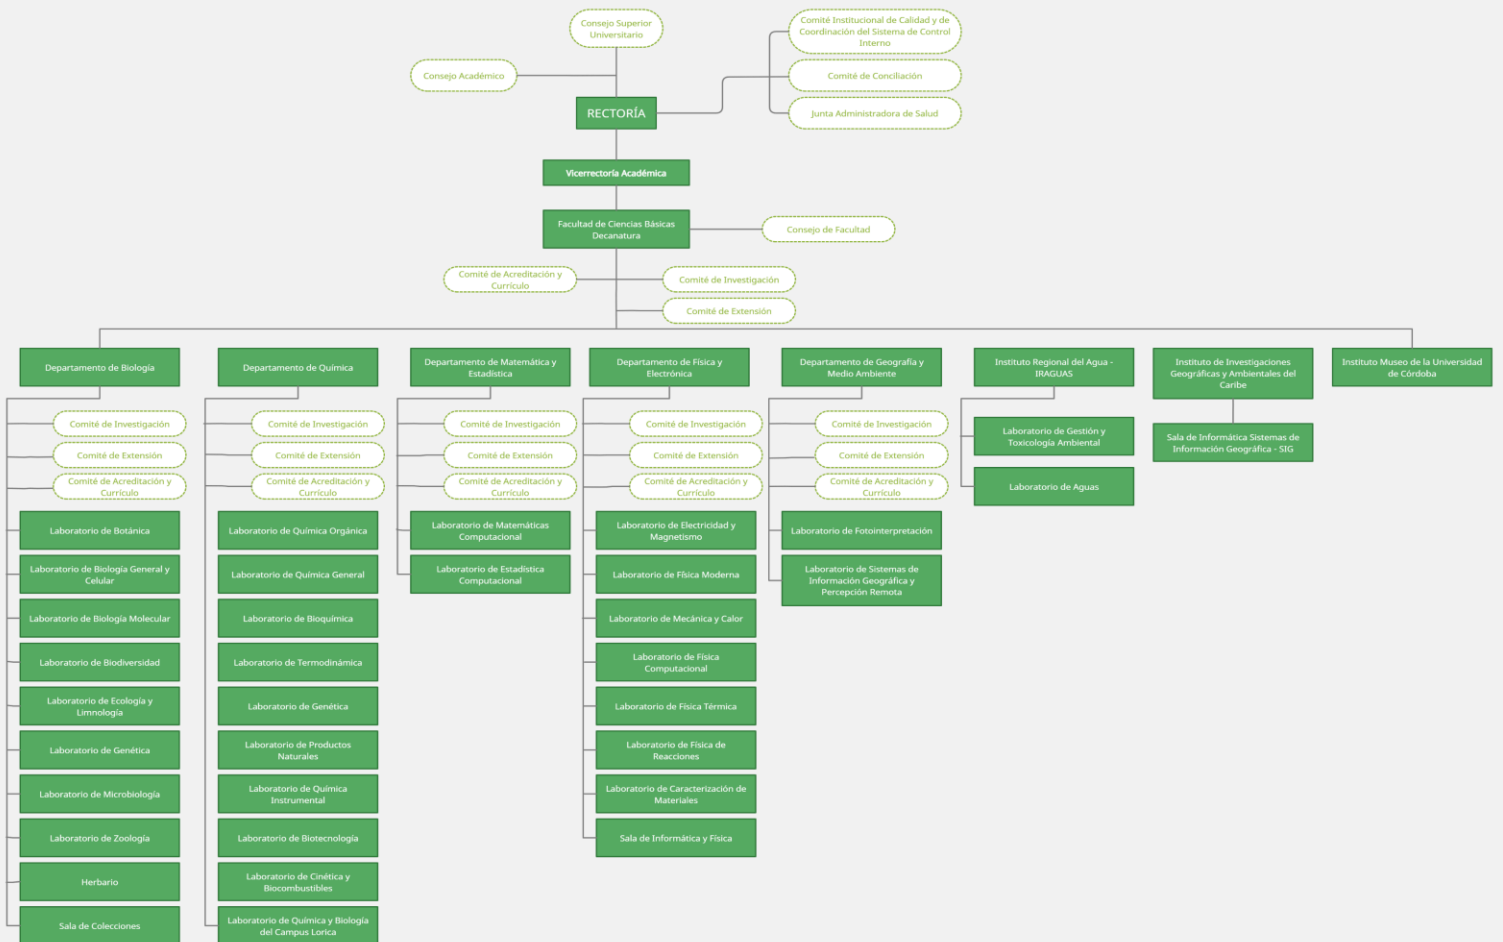 Consejo Superior
Universitario
Comité Institucional de Calidad y de
Coordinación del Sistema de Control
Interno
Consejo Académico
Comité de Conciliación
RECTORÍA
Junta Administradora de Salud
Vicerrectoría Académica
Facultad de Ciencias Básicas
Decanatura
Consejo de Facultad
Comité de Acreditación y
Currículo
Comité de Investigación
Comité de Extensión
Departamento de Biología
Comité de Investigación
Comité de Extensión
Comité de Acreditación y
Currículo
Laboratorio de Botánica
Laboratorio de Biología General y
Celular
Laboratorio de Biología Molecular
Laboratorio de Biodiversidad
Laboratorio de Ecología y
Limnología
Laboratorio de Genética
Laboratorio de Microbiología
Laboratorio de Zoología
Herbario
Sala de Colecciones
Departamento de Química
Comité de Investigación
Comité de Extensión
Comité de Acreditación y
Currículo
Laboratorio de Química Orgánica
Laboratorio de Química General
Laboratorio de Bioquímica
Laboratorio de Termodinámica
Laboratorio de Genética
Laboratorio de Productos
Naturales
Laboratorio de Química
Instrumental
Laboratorio de Biotecnología
Laboratorio de Cinética y
Biocombustibles
Laboratorio de Química y Biología
del Campus Lorica
Departamento de Matemática y
Estadística
Comité de Investigación
Comité de Extensión
Comité de Acreditación y
Currículo
Laboratorio de Matemáticas
Computacional
Laboratorio de Estadística
Computacional
Departamento de Física y
Electrónica
Comité de Investigación
Comité de Extensión
Comité de Acreditación y
Currículo
Laboratorio de Electricidad y
Magnetismo
Laboratorio de Física Moderna
Laboratorio de Mecánica y Calor
Laboratorio de Física
Computacional
Laboratorio de Física Térmica
Laboratorio de Física de
Reacciones
Laboratorio de Caracterización de
Materiales
Sala de Informática y Física
Departamento de Geografía y
Medio Ambiente
Comité de Investigación
Comité de Extensión
Comité de Acreditación y
Currículo
Laboratorio de Fotointerpretación
Laboratorio de Sistemas de
Información Geográfica y
Percepción Remota
Instituto Regional del Agua -
IRAGUAS
Laboratorio de Gestión y
Toxicología Ambiental
Laboratorio de Aguas
Instituto de Investigaciones
Geográficas y Ambientales del
Caribe
Sala de Informática Sistemas de
Información Geográfica - SIG
Instituto Museo de la Universidad
de Córdoba